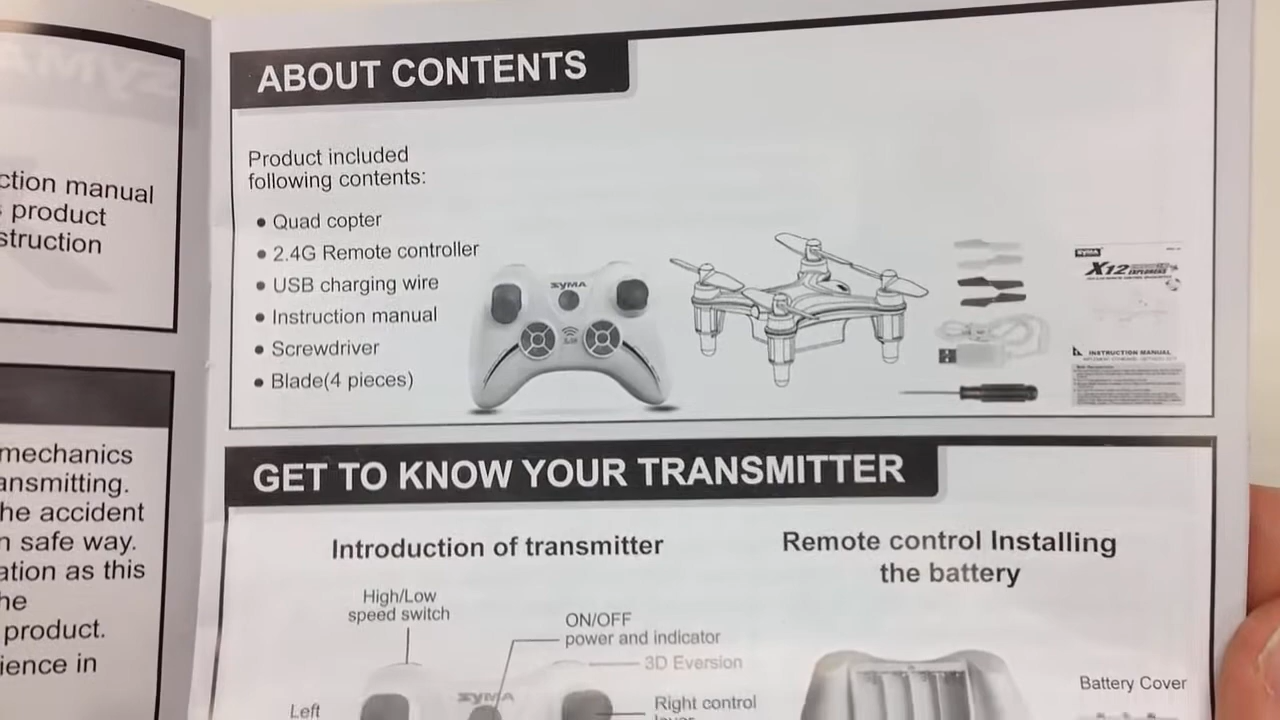 ction manual
product
struction
mechanics
ansmitting.
he accident
n safe way.
ation as this
he
product.
ience in
ABOUT CONTENTS
Product included
following contents:
• Quad copter
• 2.4G Remote controller
• USB charging wire
• Instruction manual
• Screwdriver
• Blade(4 pieces)
SYMA
SYMA
X12
EXPLORERS
INSTRUCTION MANUAL
GET TO KNOW YOUR TRANSMITTER
Introduction of transmitter
High/Low
speed switch
ON/OFF
power and indicator
3D Eversion
SYMA
Left
Right control
Remote control Installing
the battery
Battery Cover